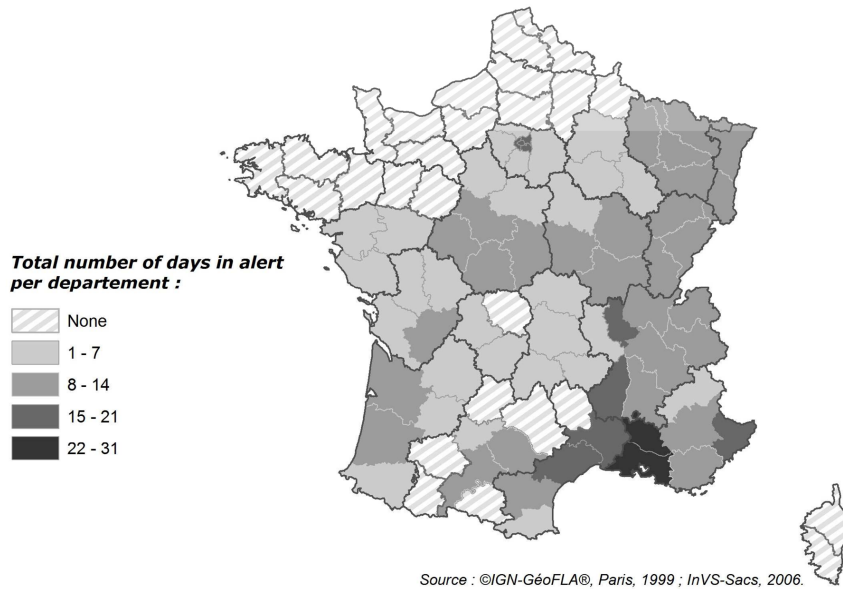 Total number of days in alert
per departement :
None
1 - 7
8 - 14
15 - 21
22 - 31
Source : ©IGN-GéoFLA®, Paris, 1999 ; InVS-Sacs, 2006.